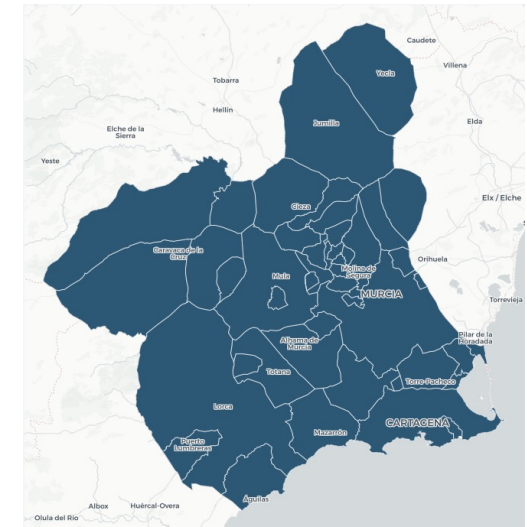 Caudete
Villena
Yecla
Tobarra
Hellín
Jumilla
Elda
Elche de la
Sierra
Yeste
Elx / Elche
Cieza
Caravaca de la
Cruz
Mula
Molina de
Segura
Orihuela
MURCIA
Torrevieja
Pilar de la
Horadada
Alhama de
Murcia
Totana
Torre-Pacheco
Lorca
CARTAGENA
Mazarrón
Puerto
Lumbreras
Águilas
Albox
Huércal-Overa
Olula del Río